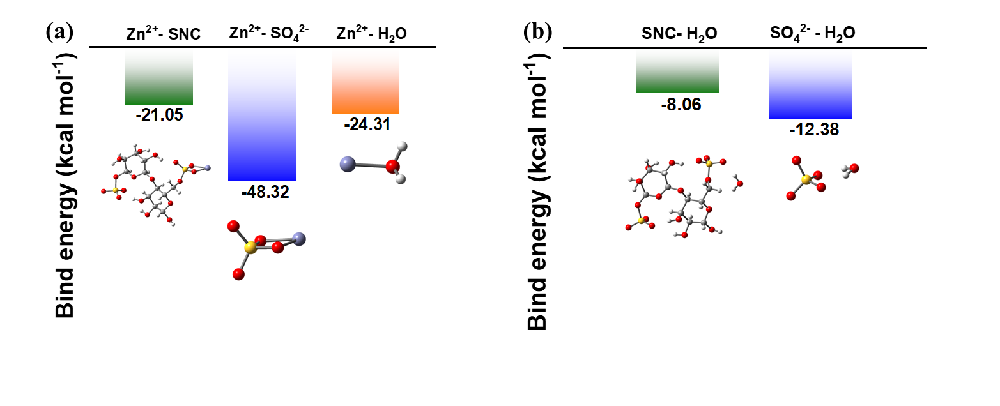 (a)
Zn²⁺- SNC
Zn²⁺- SO₄²⁻
Zn²⁺- H₂O
Bind energy (kcal mol⁻¹)
-21.05
-48.32
-24.31
(b)
SNC- H₂O
SO₄²⁻ - H₂O
Bind energy (kcal mol⁻¹)
-8.06
-12.38